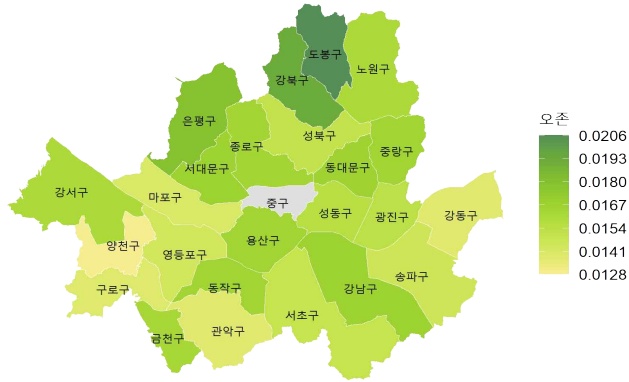 도봉구
노원구
강북구
은평구
성북구
종로구
중랑구
서대문구
동대문구
강서구
마포구
중구
성동구
광진구
강동구
양천구
영등포구
용산구
송파구
구로구
동작구
강남구
서초구
관악구
금천구
오존
0.0206
0.0193
0.0180
0.0167
0.0154
0.0141
0.0128